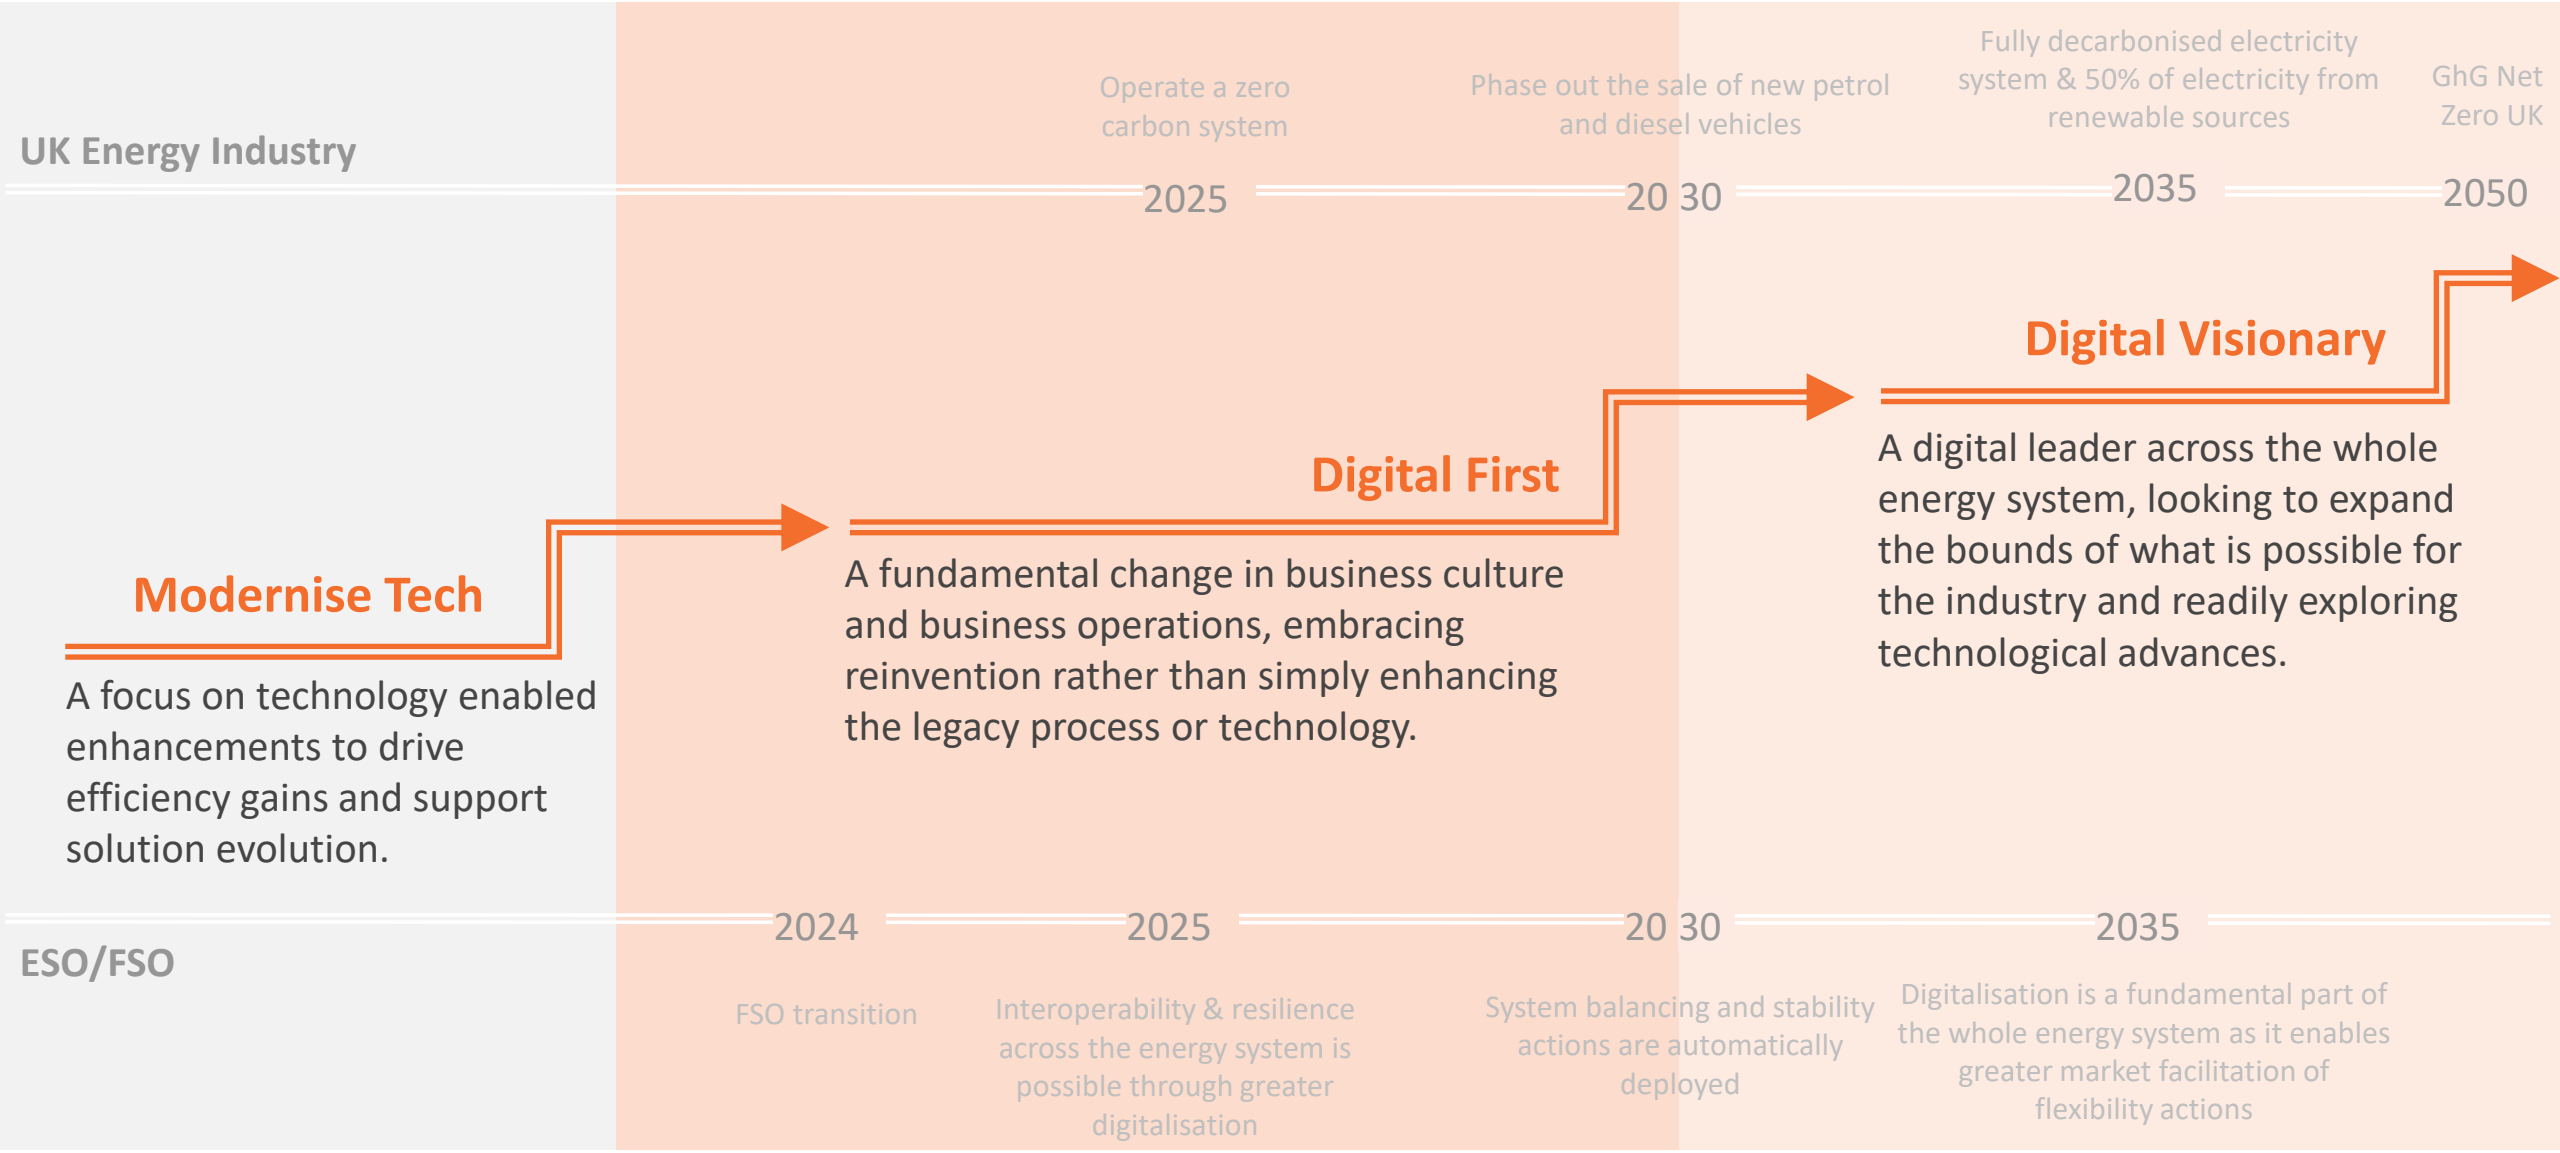 UK Energy Industry
Operate a zero
carbon system
Phase out the sale of new petrol
and diesel vehicles
Fully decarbonised electricity
system & 50% of electricity from
renewable sources
GhG Net
Zero UK
2025
20 30
2035
2050
Modernise Tech
A focus on technology enabled
enhancements to drive
efficiency gains and support
solution evolution.
Digital First
A fundamental change in business culture
and business operations, embracing
reinvention rather than simply enhancing
the legacy process or technology.
Digital Visionary
A digital leader across the whole
energy system, looking to expand
the bounds of what is possible for
the industry and readily exploring
technological advances.
ESO/FSO
2024
2025
20 30
2035
FSO transition
Interoperability & resilience
across the energy system is
possible through greater
digitalisation
System balancing and stability
actions are automatically
deployed
Digitalisation is a fundamental part of
the whole energy system as it enables
greater market facilitation of
flexibility actions